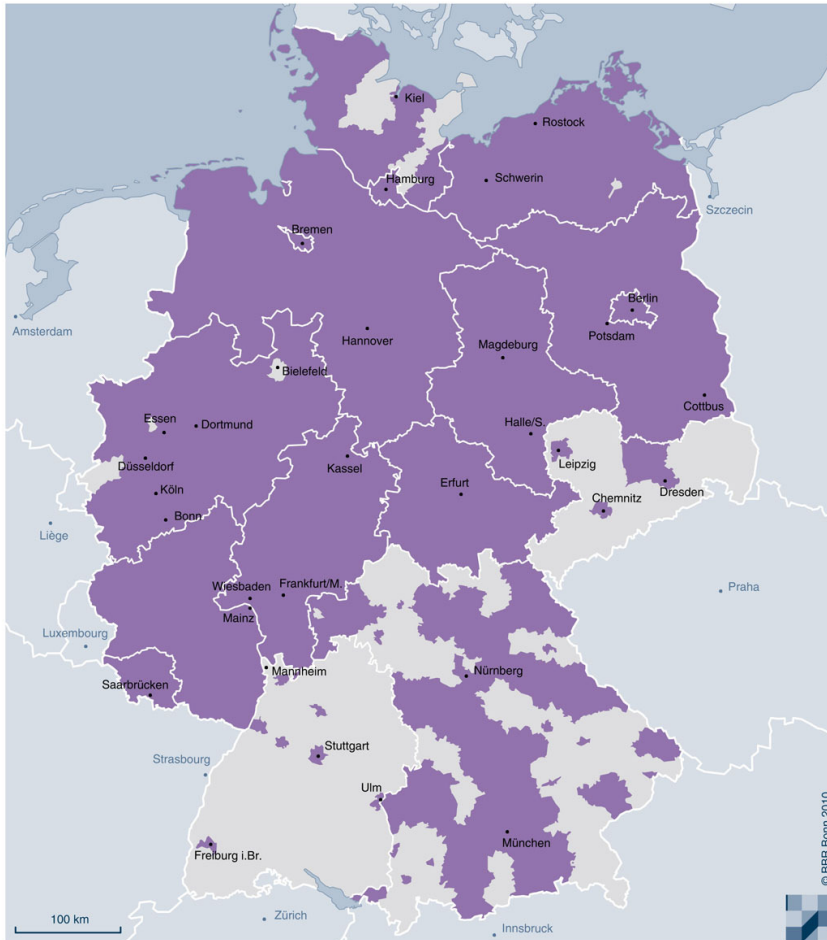 Kiel
Rostock
Hamburg
Schwerin
Szczecin
Bremen
Berlin
Amsterdam
Hannover
Potsdam
Magdeburg
Bielefeld
Cottbus
Essen
Dortmund
Halle/S.
Düsseldorf
Kassel
Leipzig
Köln
Erfurt
Dresden
Chemnitz
Bonn
Liège
Wiesbaden
Frankfurt/M.
Praha
Mainz
Luxembourg
Mannheim
Nürnberg
Saarbrücken
Stuttgart
Strasbourg
Ulm
München
Freiburg i.Br.
© BBR Bonn 2010
100 km
Zürich
Innsbruck